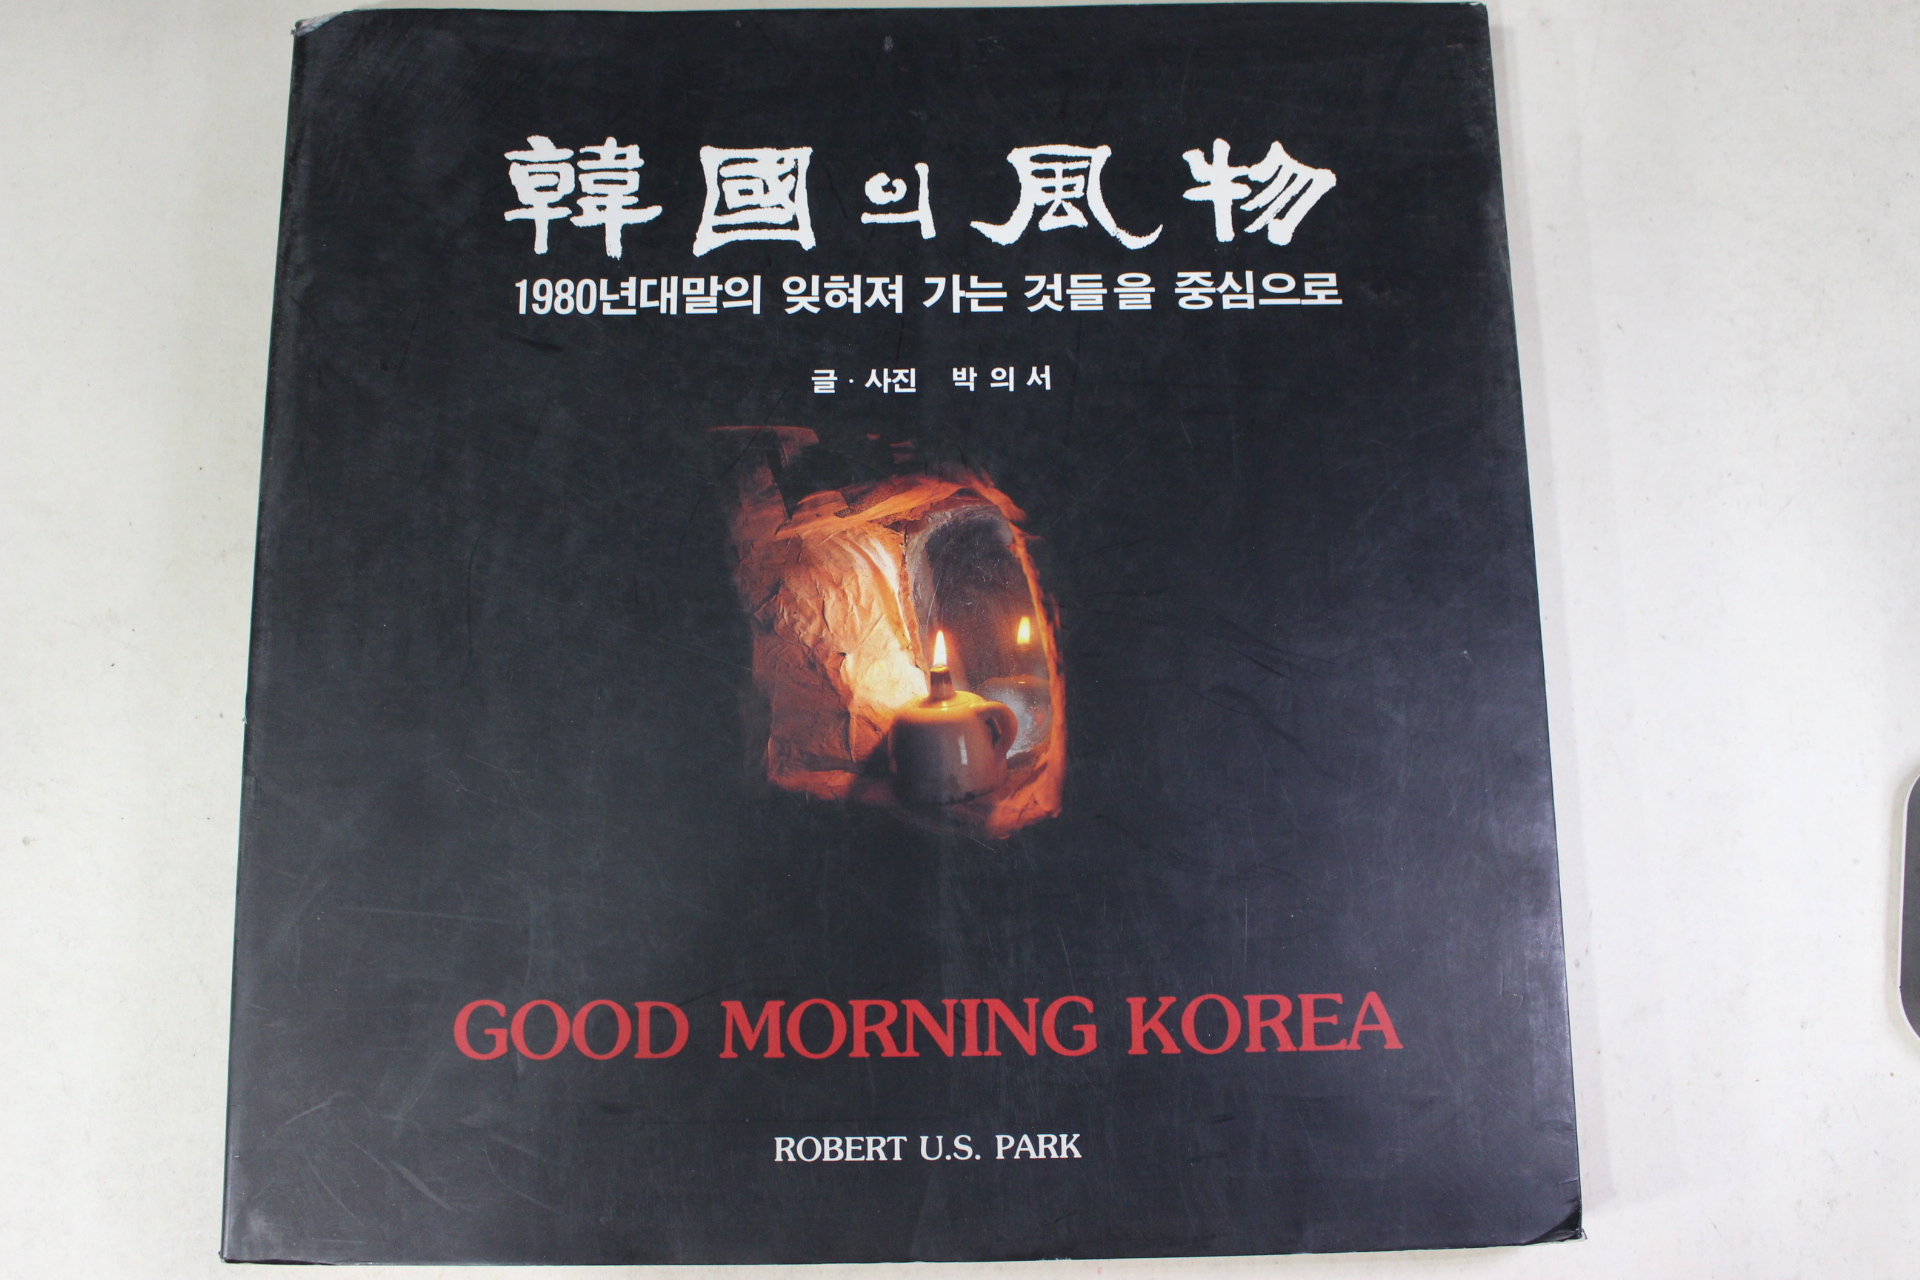 韓國의 風物
1980년대말의 잊혀져 가는 것들을 중심으로
글·사진 박의서
GOOD MORNING KOREA
ROBERT U.S. PARK